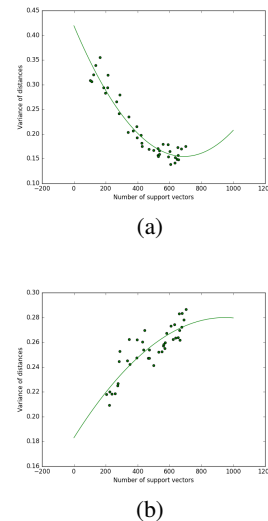 0.45
0.40
0.35
0.30
0.25
0.20
0.15
0.10
Variance of distances
−200 0 200 400 600 800 1000 120
Number of support vectors
(a)
0.30
0.28
0.26
0.24
0.22
0.20
0.18
0.16
Variance of distances
−200 0 200 400 600 800 1000 120
Number of support vectors
(b)